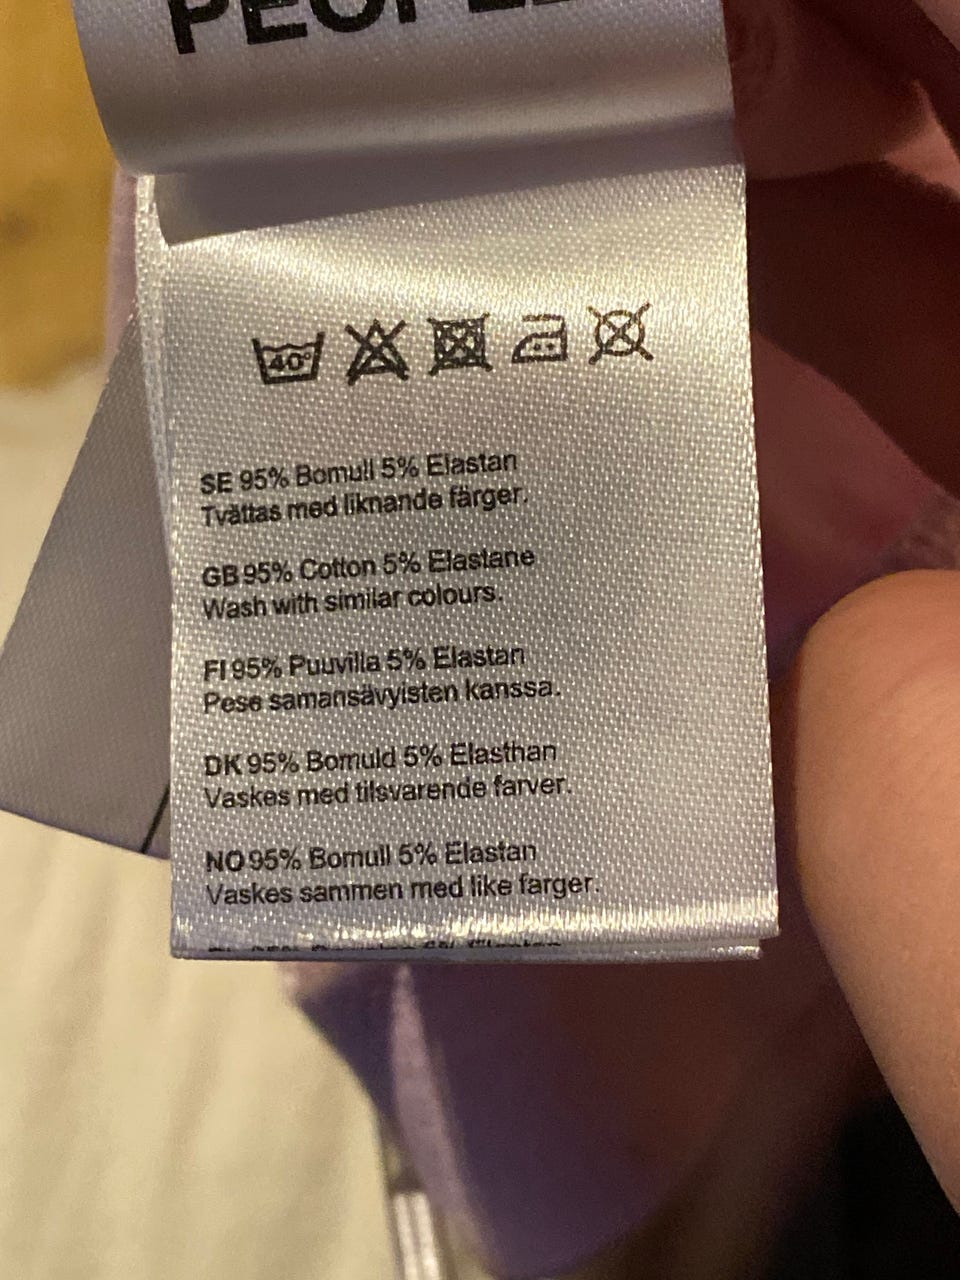 40°
SE 95% Bomull 5% Elastan
Tvättas med liknande färger.
GB 95% Cotton 5% Elastane
Wash with similar colours.
FI 95% Puuvilla 5% Elastan
Pese samansävyisten kanssa.
DK 95% Bomuld 5% Elasthan
Vaskes med tilsvarende farver.
NO 95% Bomull 5% Elastan
Vaskes sammen med like farger.